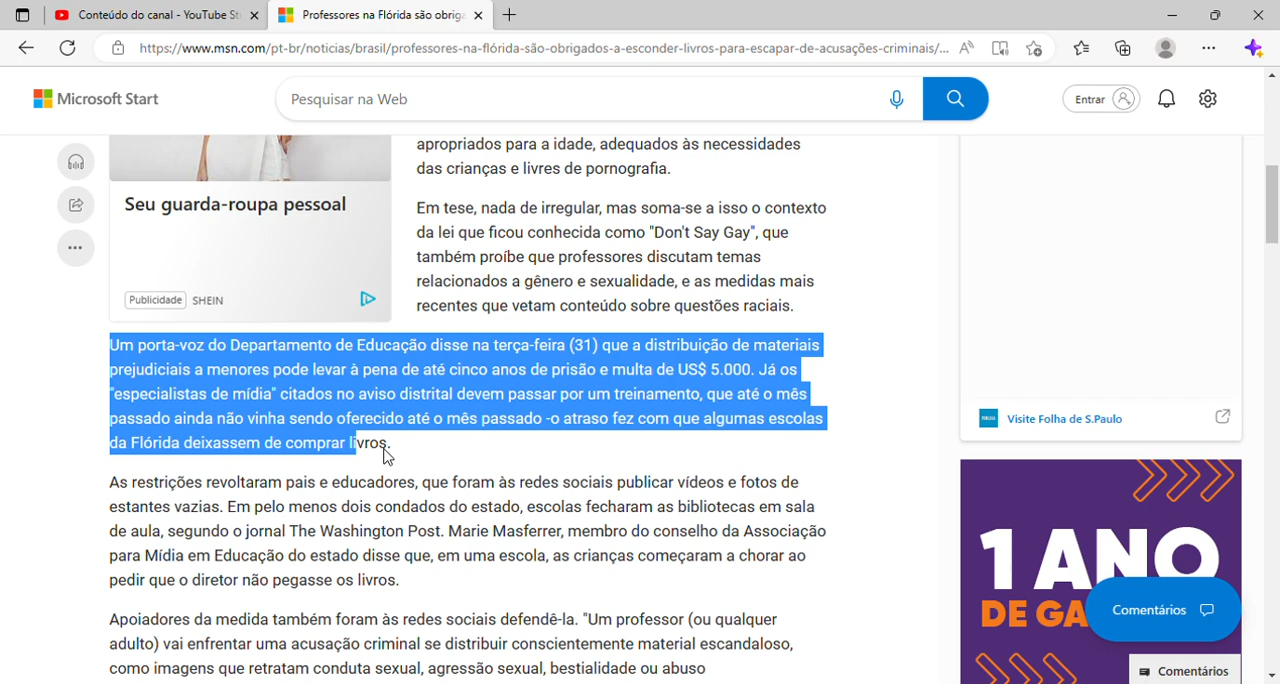 Conteúdo do canal - YouTube St
Professores na Flórida são obriga
https://www.msn.com/pt-br/noticias/brasil/professores-na-flórida-são-obrigados-a-esconder-livros-para-escapar-de-acusações-criminais/...
Microsoft Start
Pesquisar na Web
Entrar
apropriados para a idade, adequados às necessidades
das crianças e livres de pornografia.
Seu guarda-roupa pessoal
Publicidade SHEIN
Em tese, nada de irregular, mas soma-se a isso o contexto
da lei que ficou conhecida como "Don't Say Gay", que
também proíbe que professores discutam temas
relacionados a gênero e sexualidade, e as medidas mais
recentes que vetam conteúdo sobre questões raciais.
Um porta-voz do Departamento de Educação disse na terça-feira (31) que a distribuição de materiais
prejudiciais a menores pode levar à pena de até cinco anos de prisão e multa de US$ 5.000. Já os
"especialistas de mídia" citados no aviso distrital devem passar por um treinamento, que até o mês
passado ainda não vinha sendo oferecido até o mês passado -o atraso fez com que algumas escolas
da Flórida deixassem de comprar livros.
As restrições revoltaram pais e educadores, que foram às redes sociais publicar vídeos e fotos de
estantes vazias. Em pelo menos dois condados do estado, escolas fecharam as bibliotecas em sala
de aula, segundo o jornal The Washington Post. Marie Masferrer, membro do conselho da Associação
para Mídia em Educação do estado disse que, em uma escola, as crianças começaram a chorar ao
pedir que o diretor não pegasse os livros.
Apoiadores da medida também foram às redes sociais defendê-la. "Um professor (ou qualquer
adulto) vai enfrentar uma acusação criminal se distribuir conscientemente material escandaloso,
como imagens que retratam conduta sexual, agressão sexual, bestialidade ou abuso
Visite Folha de S.Paulo
1 ANO
DE GA
Comentários
Comentários